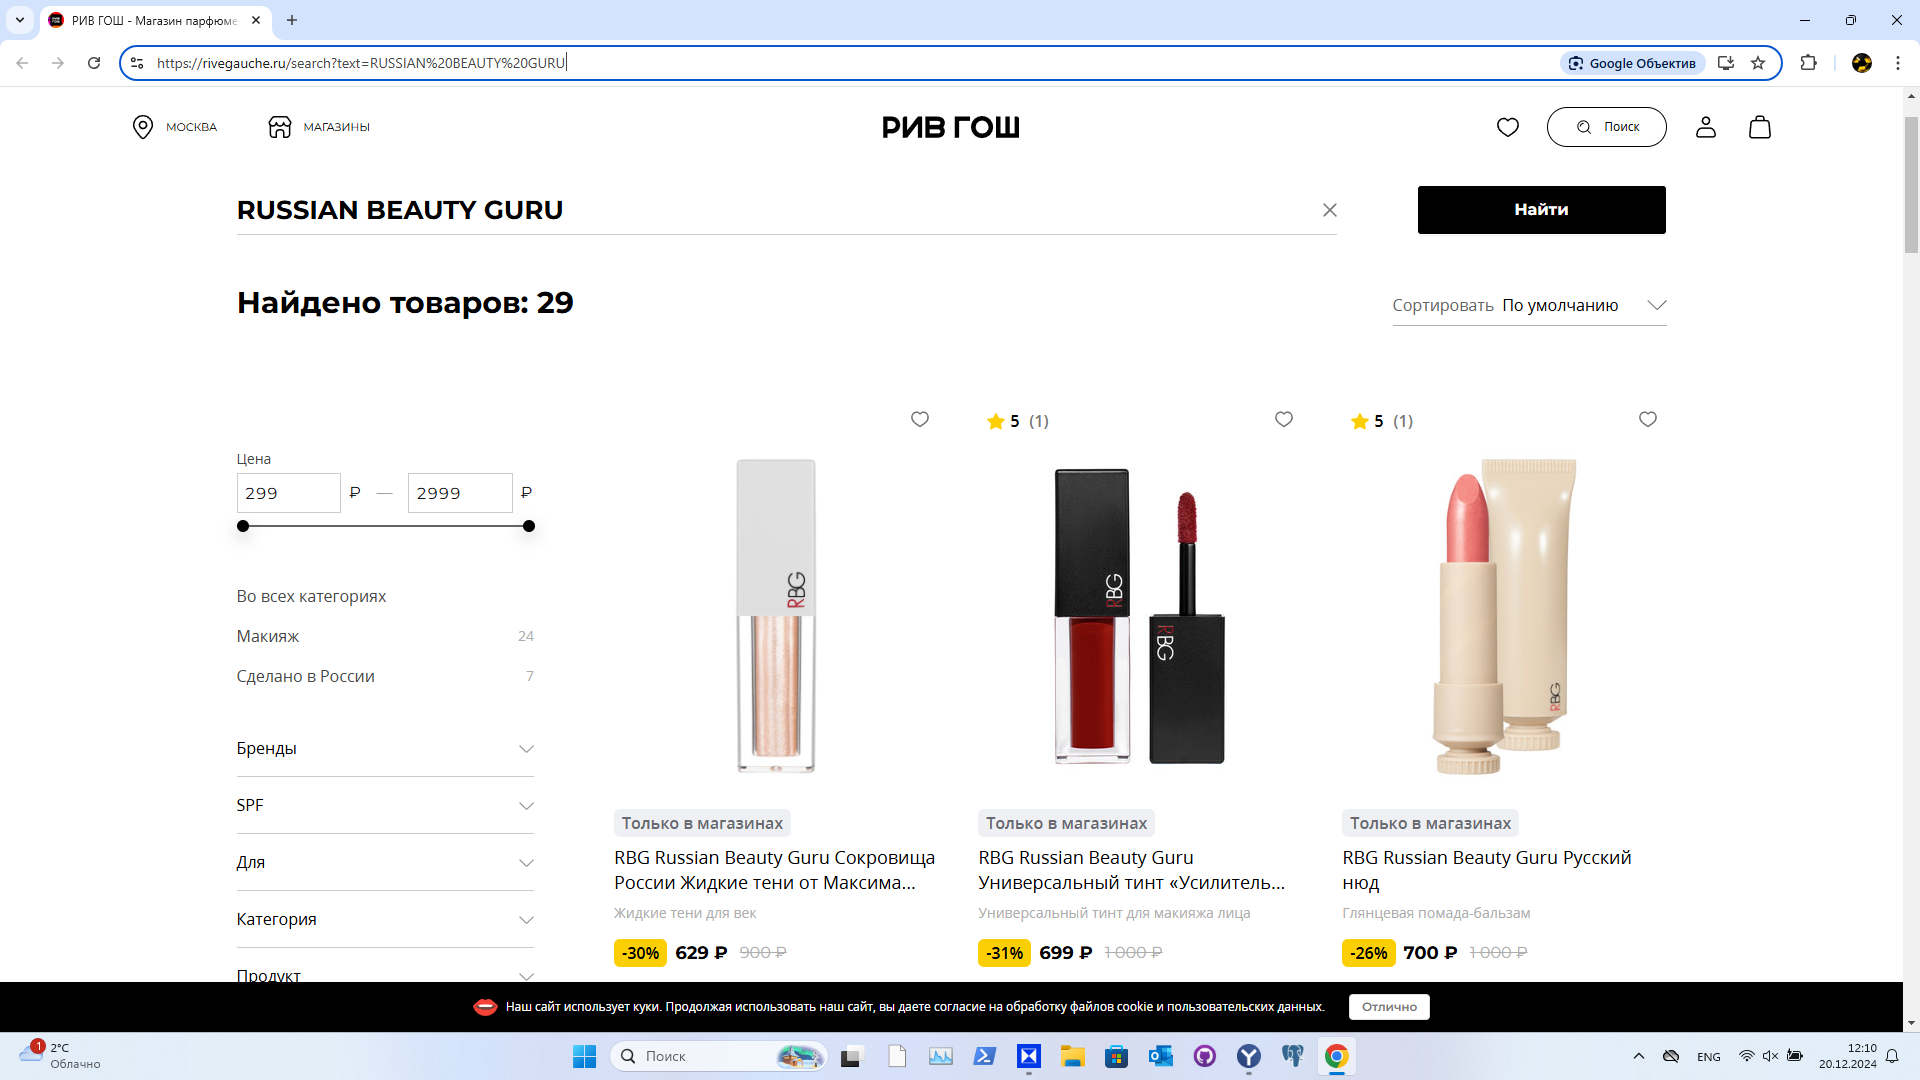 РИВ ГОШ - Магазин парфюме
https://rivegauche.ru/search?text=RUSSIAN%20BEAUTY%20GURU
Google Объектив
МОСКВА
МАГАЗИНЫ
РИВ ГОШ
Поиск
RUSSIAN BEAUTY GURU
Найти
Найдено товаров: 29
Сортировать По умолчанию
5 (1)
5 (1)
Цена
299 ₽ — 2999 ₽
Во всех категориях
Макияж 24
Сделано в России 7
Бренды
SPF
Для
Категория
Продукт
RBG
RBG
RBG
RBG
Только в магазинах
RBG Russian Beauty Guru Сокровища
России Жидкие тени от Максима...
Жидкие тени для век
-30% 629 ₽ 900 ₽
Только в магазинах
RBG Russian Beauty Guru
Универсальный тинт «Усилитель...
Универсальный тинт для макияжа лица
-31% 699 ₽ 1 000 ₽
Только в магазинах
RBG Russian Beauty Guru Русский
нюд
Глянцевая помада-бальзам
-26% 700 ₽ 1 000 ₽
Наш сайт использует куки. Продолжая использовать наш сайт, вы даете согласие на обработку файлов cookie и пользовательских данных.
Отлично
1
2°C
Облачно
Поиск
ENG
12:10
20.12.2024